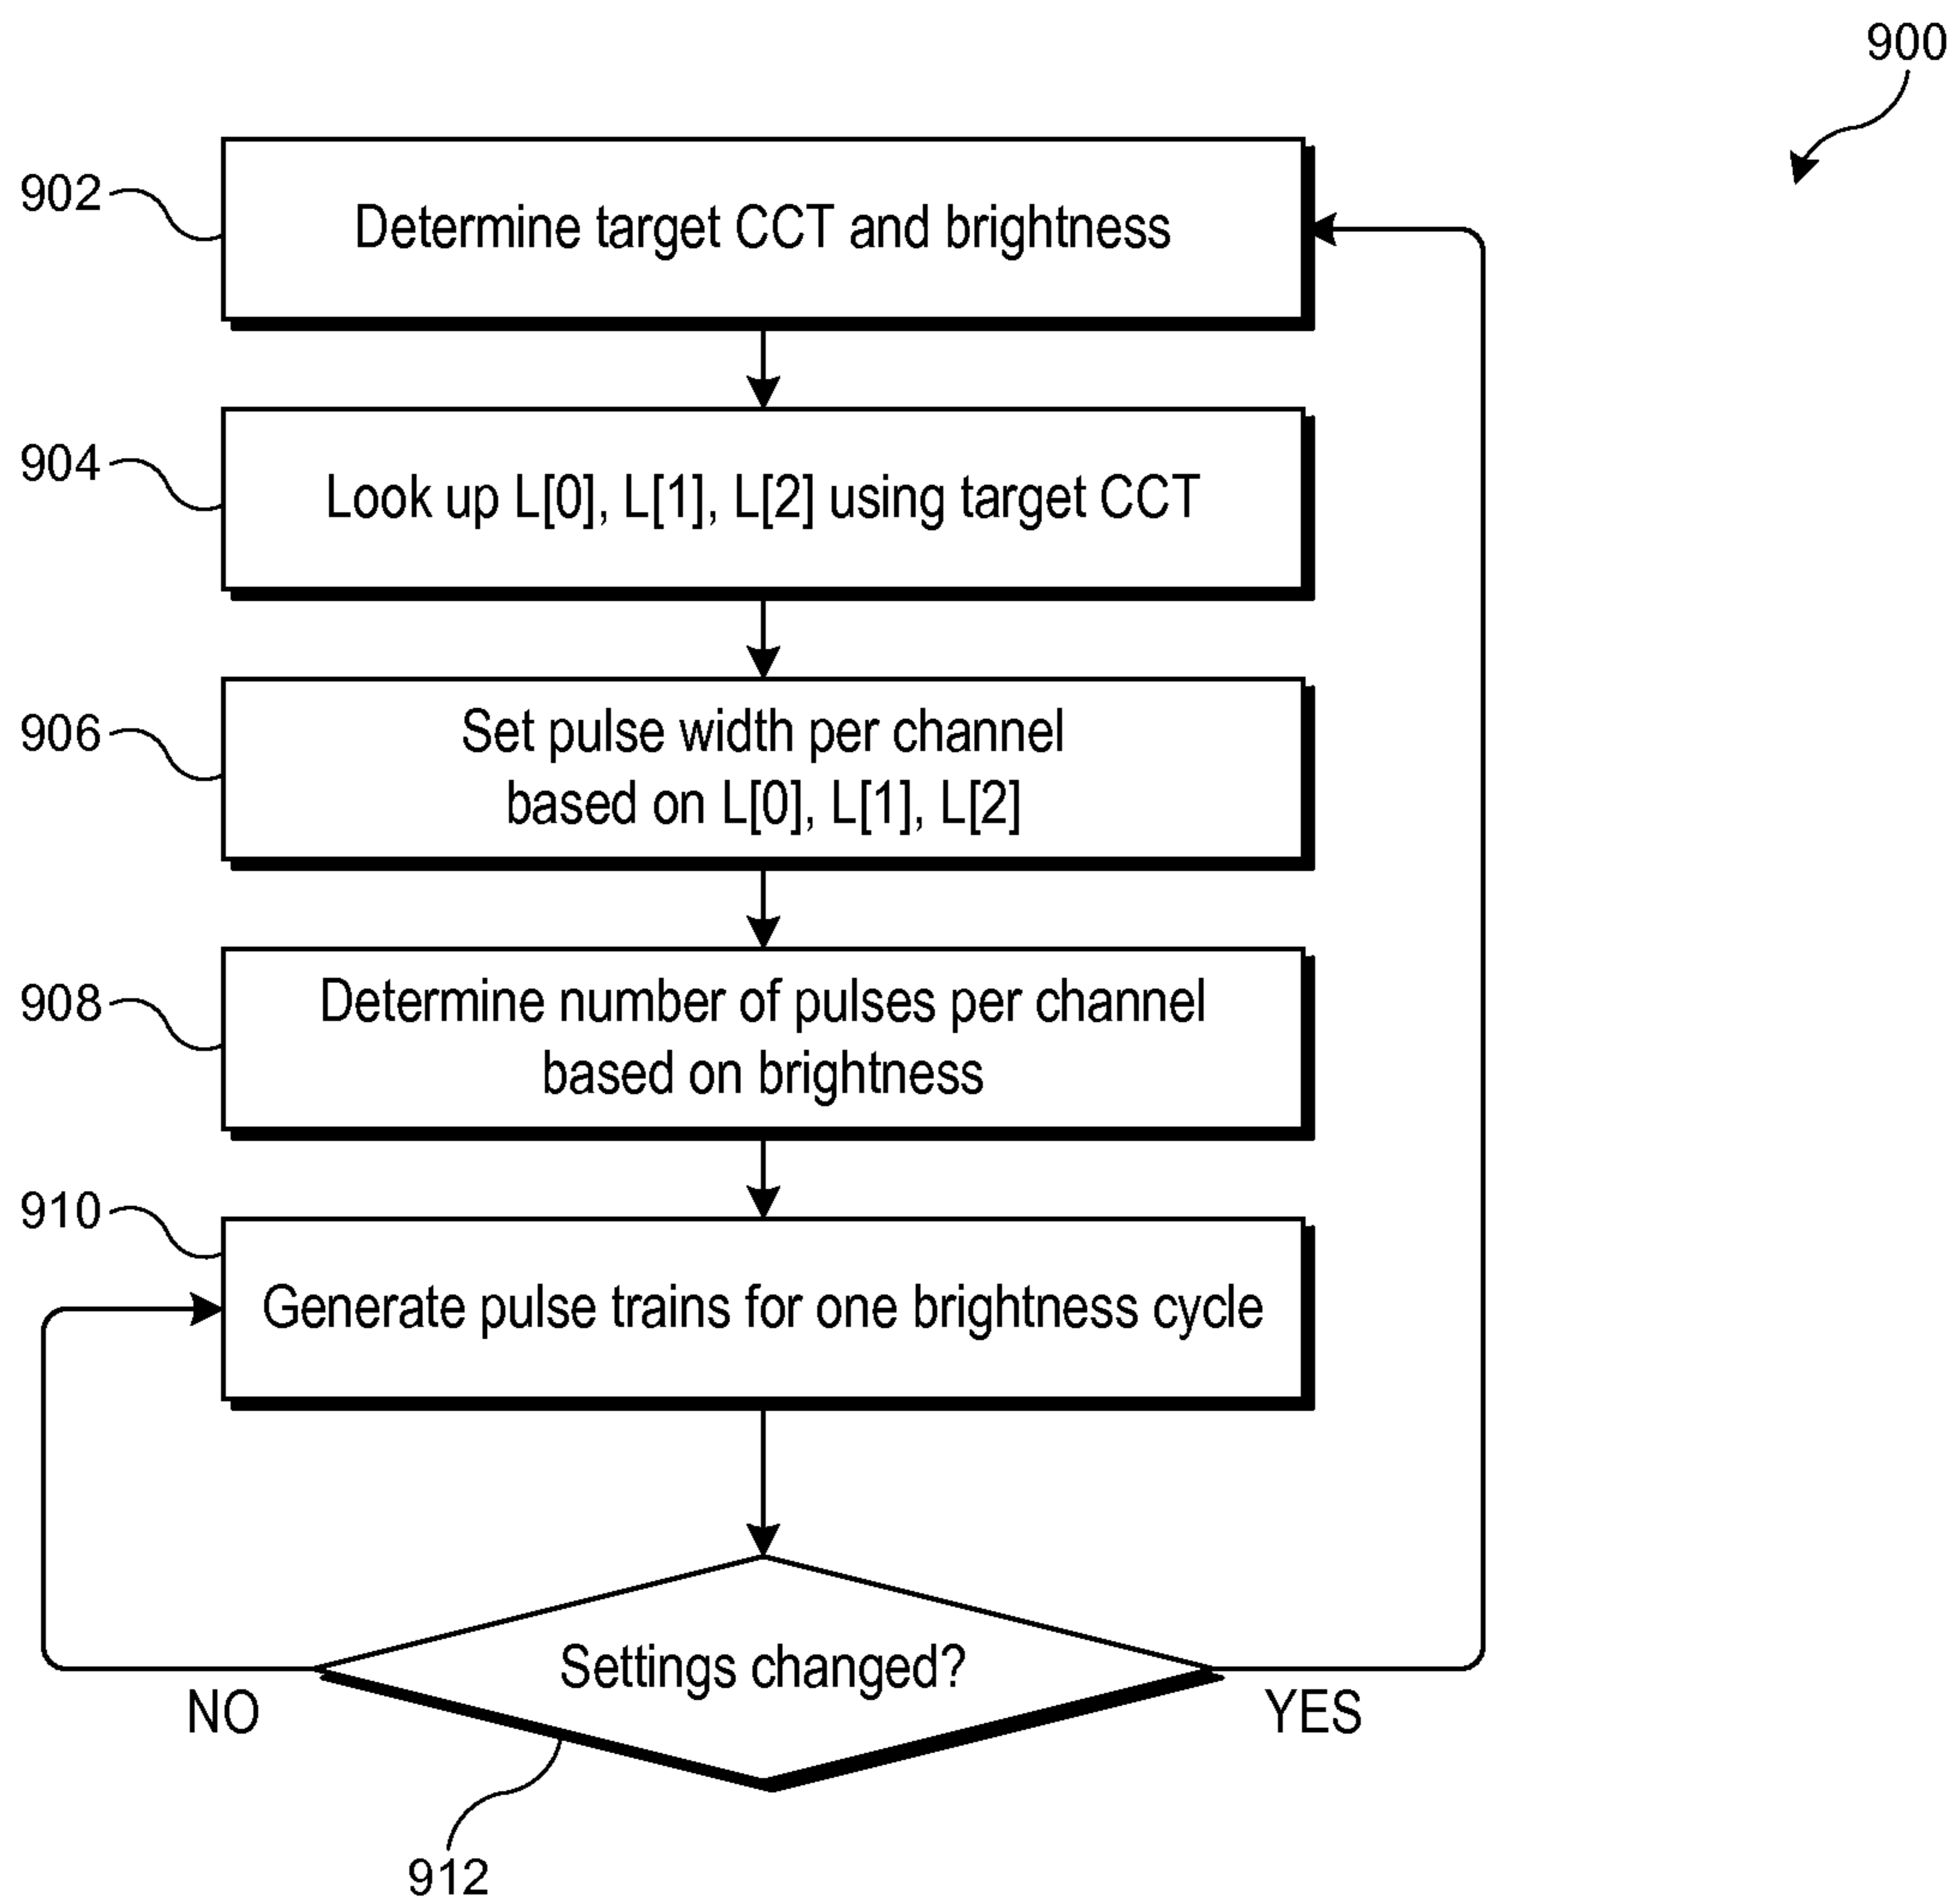 900
902
Determine target CCT and brightness
904
Look up L[0], L[1], L[2] using target CCT
906
Set pulse width per channel
based on L[0], L[1], L[2]
908
Determine number of pulses per channel
based on brightness
910
Generate pulse trains for one brightness cycle
Settings changed?
NO
YES
912